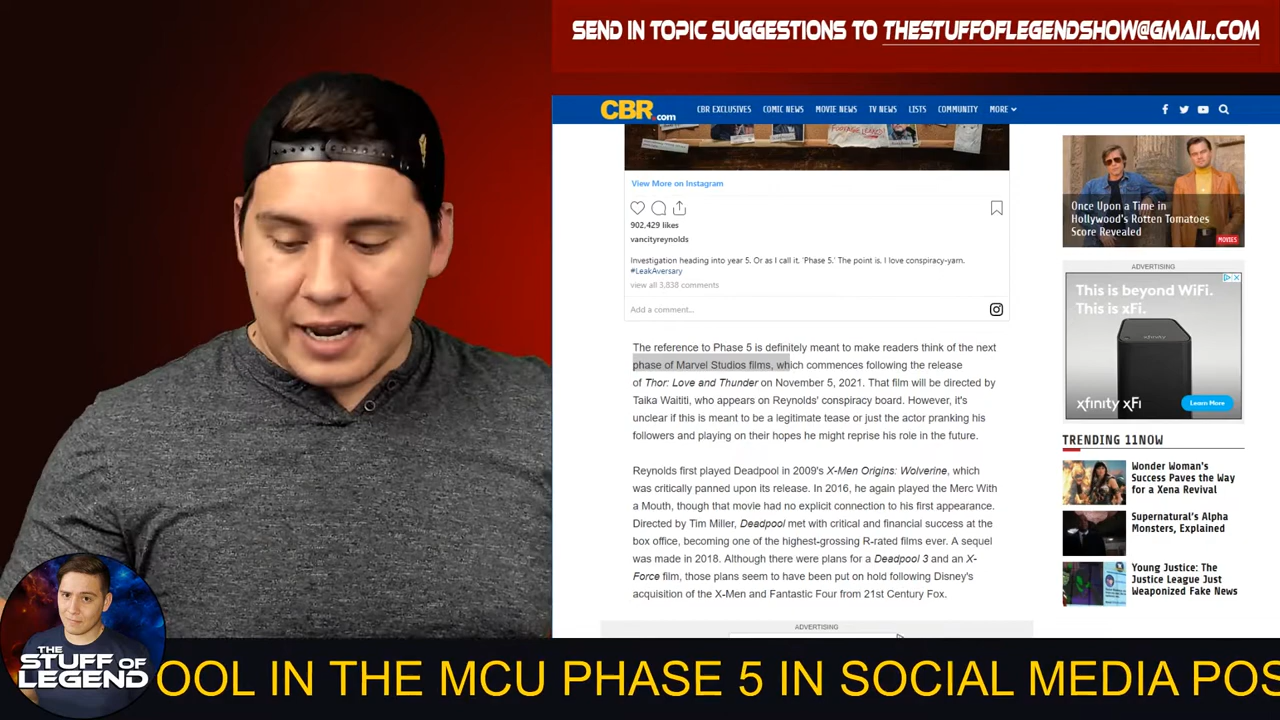 SEND IN TOPIC SUGGESTIONS TO THESTUFFOFLEGENDSHOW@GMAIL.COM
CBR.com
CBR EXCLUSIVES
COMIC NEWS
MOVIE NEWS
TV NEWS
LISTS
COMMUNITY
MORE
FOOTAGE LEAKS
View More on Instagram
902,429 likes
vancityreynolds
Investigation heading into year 5. Or as I call it, 'Phase 5.' The point is, I love conspiracy-yarn.
#LeakAversary
view all 3,838 comments
Add a comment...
The reference to Phase 5 is definitely meant to make readers think of the next
phase of Marvel Studios films, which commences following the release
of Thor: Love and Thunder on November 5, 2021. That film will be directed by
Taika Waititi, who appears on Reynolds' conspiracy board. However, it's
unclear if this is meant to be a legitimate tease or just the actor pranking his
followers and playing on their hopes he might reprise his role in the future.
Reynolds first played Deadpool in 2009's X-Men Origins: Wolverine, which
was critically panned upon its release. In 2016, he again played the Merc With
a Mouth, though that movie had no explicit connection to his first appearance.
Directed by Tim Miller, Deadpool met with critical and financial success at the
box office, becoming one of the highest-grossing R-rated films ever. A sequel
was made in 2018. Although there were plans for a Deadpool 3 and an X-
Force film, those plans seem to have been put on hold following Disney's
acquisition of the X-Men and Fantastic Four from 21st Century Fox.
ADVERTISING
Once Upon a Time in
Hollywood's Rotten Tomatoes
Score Revealed
MOVIES
ADVERTISING
This is beyond WiFi.
This is xFi.
xfinity xFi
Learn More
TRENDING 11NOW
Wonder Woman's
Success Paves the Way
for a Xena Revival
Supernatural's Alpha
Monsters, Explained
Young Justice: The
Justice League Just
Weaponized Fake News
THE
STUFF OF
LEGEND
OOL IN THE MCU PHASE 5 IN SOCIAL MEDIA POS